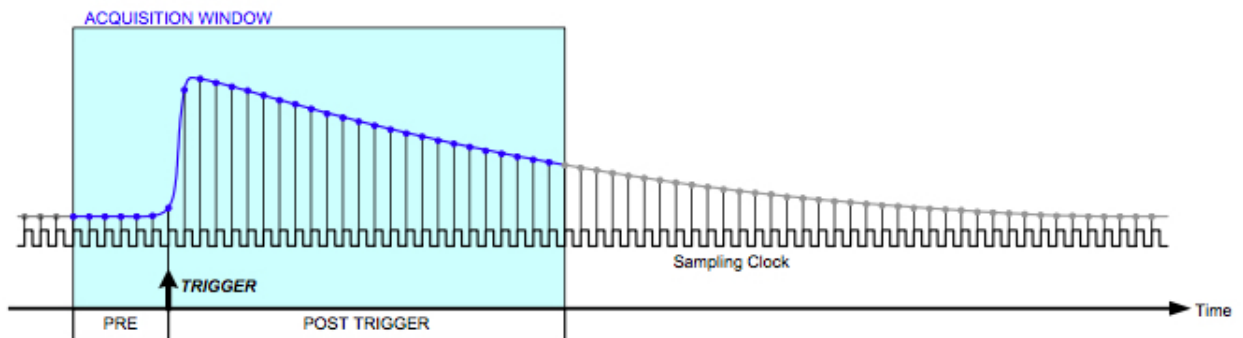 ACQUISITION WINDOW
Sampling Clock
TRIGGER
Time
PRE
POST TRIGGER